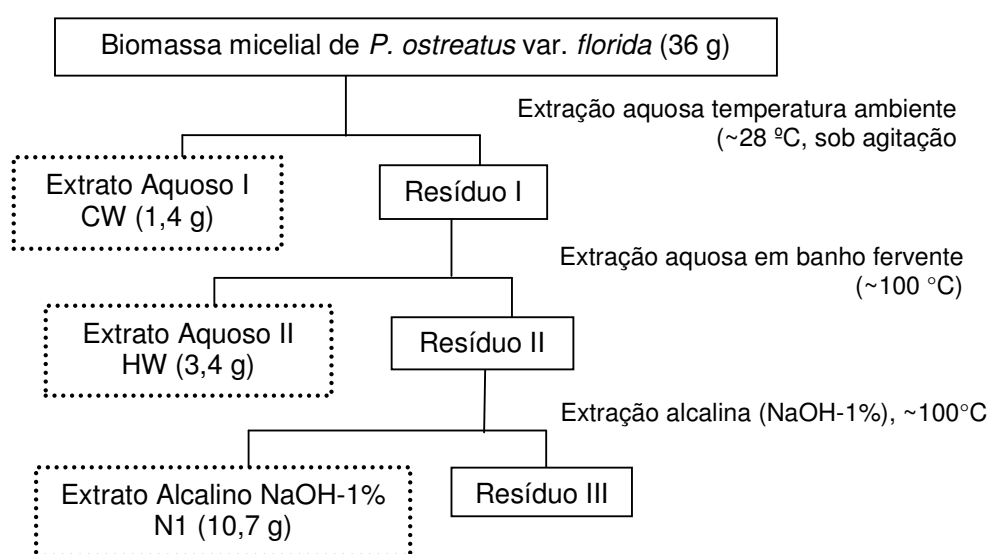 Biomassa micelial de P. ostreatus var. florida (36 g)
Extração aquosa temperatura ambiente
(~28 ºC, sob agitação
Extrato Aquoso I
CW (1,4 g)
Resíduo I
Extração aquosa em banho fervente
(~100 °C)
Extrato Aquoso II
HW (3,4 g)
Resíduo II
Extração alcalina (NaOH-1%), ~100°C
Extrato Alcalino NaOH-1%
N1 (10,7 g)
Resíduo III